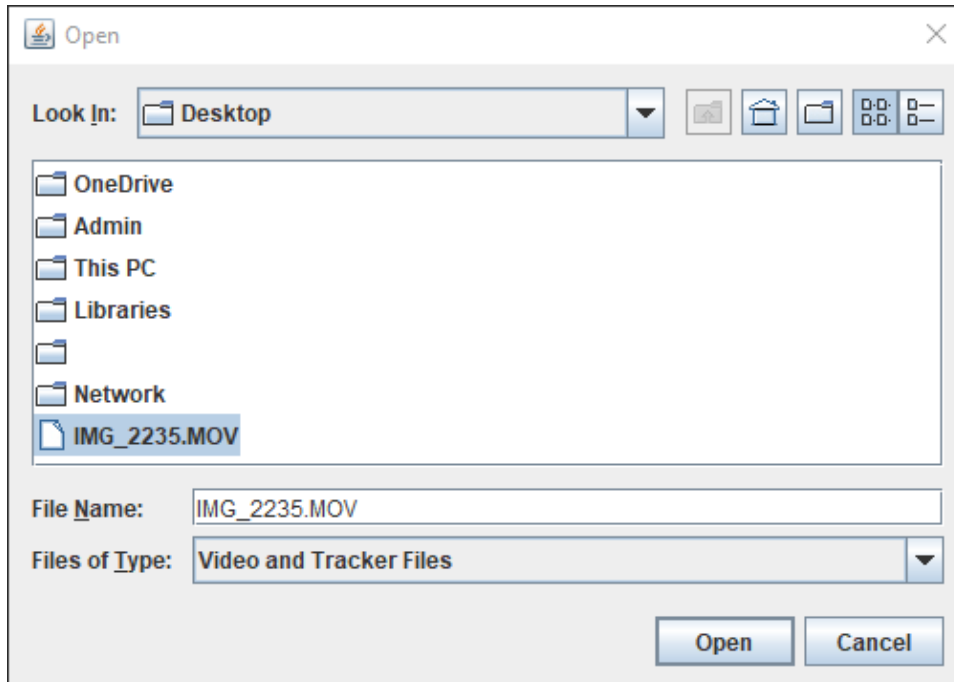 Open
Look In: Desktop
OneDrive
Admin
This PC
Libraries
Network
IMG_2235.MOV
File Name: IMG_2235.MOV
Files of Type: Video and Tracker Files
Open Cancel